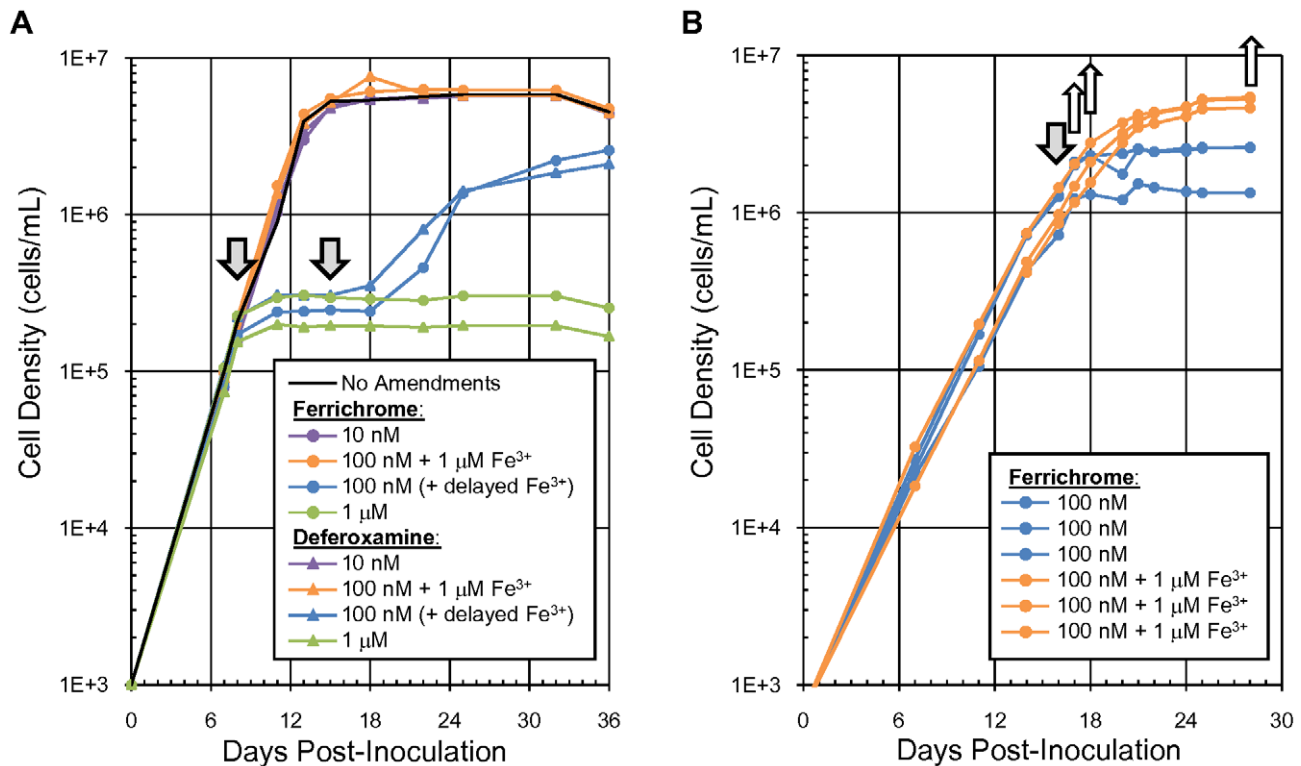 A
1E+7
1E+6
1E+5
1E+4
1E+3
Cell Density (cells/mL)
0 6 12 18 24 30 36
Days Post-Inoculation
No Amendments
Ferrichrome:
10 nM
100 nM + 1 μM Fe³⁺
100 nM (+ delayed Fe³⁺)
1 μM
Deferoxamine:
10 nM
100 nM + 1 μM Fe³⁺
100 nM (+ delayed Fe³⁺)
1 μM
B
1E+7
1E+6
1E+5
1E+4
1E+3
Cell Density (cells/mL)
0 6 12 18 24 30
Days Post-Inoculation
Ferrichrome:
100 nM
100 nM
100 nM
100 nM + 1 μM Fe³⁺
100 nM + 1 μM Fe³⁺
100 nM + 1 μM Fe³⁺